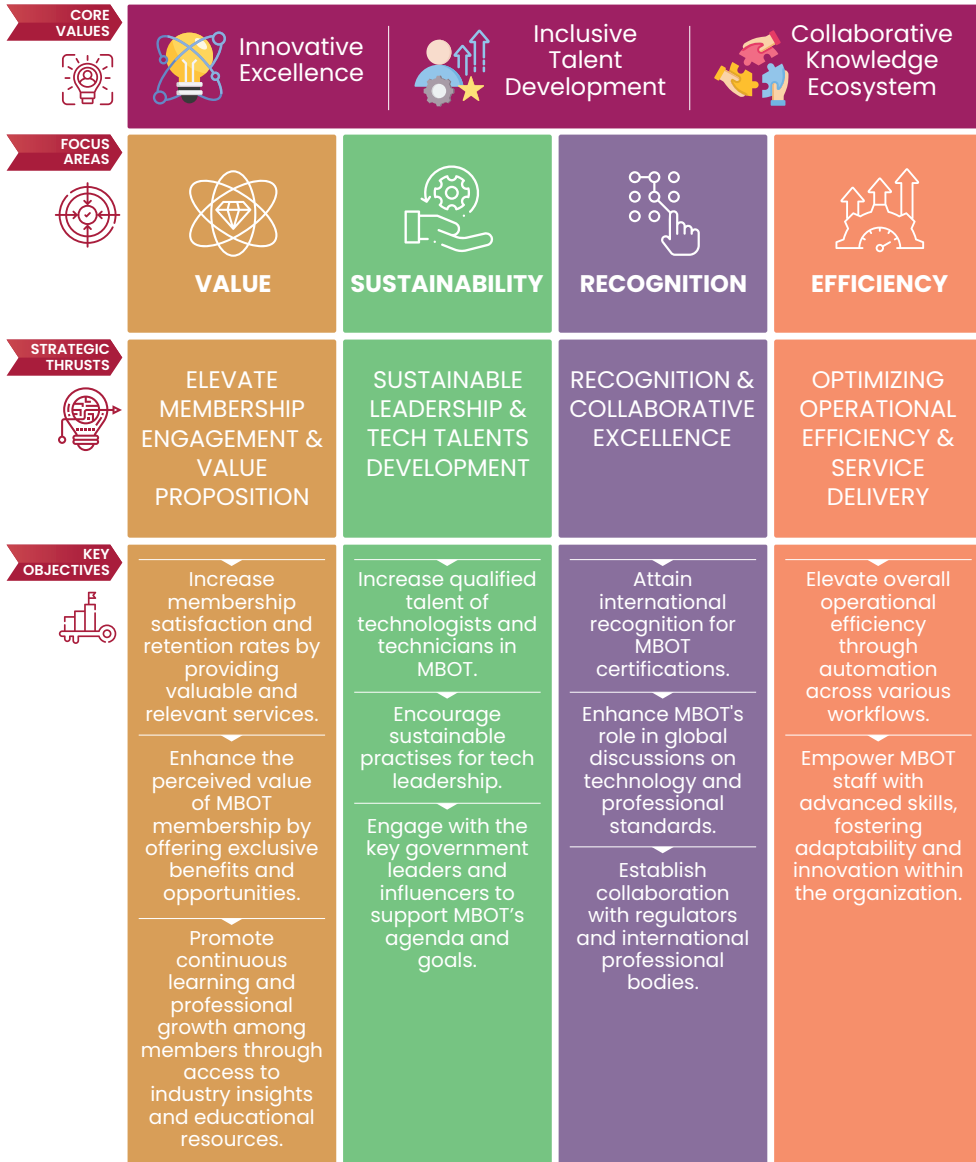 CORE
VALUES
Innovative
Excellence
Inclusive
Talent
Development
Collaborative
Knowledge
Ecosystem
FOCUS
AREAS
VALUE
SUSTAINABILITY
RECOGNITION
EFFICIENCY
STRATEGIC
THRUSTS
ELEVATE
MEMBERSHIP
ENGAGEMENT &
VALUE
PROPOSITION
SUSTAINABLE
LEADERSHIP &
TECH TALENTS
DEVELOPMENT
RECOGNITION &
COLLABORATIVE
EXCELLENCE
OPTIMIZING
OPERATIONAL
EFFICIENCY &
SERVICE
DELIVERY
KEY
OBJECTIVES
Increase
membership
satisfaction and
retention rates by
providing
valuable and
relevant services.
Enhance the
perceived value
of MBOT
membership by
offering exclusive
benefits and
opportunities.
Promote
continuous
learning and
professional
growth among
members through
access to
industry insights
and educational
resources.
Increase qualified
talent of
technologists and
technicians in
MBOT.
Encourage
sustainable
practises for tech
leadership.
Engage with the
key government
leaders and
influencers to
support MBOT’s
agenda and
goals.
Attain
international
recognition for
MBOT
certifications.
Enhance MBOT's
role in global
discussions on
technology and
professional
standards.
Establish
collaboration
with regulators
and international
professional
bodies.
Elevate overall
operational
efficiency
through
automation
across various
workflows.
Empower MBOT
staff with
advanced skills,
fostering
adaptability and
innovation within
the organization.